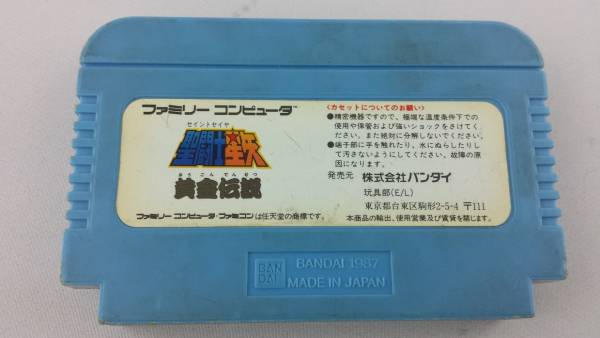 ファミリー コンピュータ™
セイントセイヤ
聖闘士星矢
おうごんでんせつ
黄金伝説
ファミリー コンピュータ・ファミコンは任天堂の商標です。
〈カセットについてのお願い〉
●精密機器ですので、極端な温度条件下での
使用や保管および強いショックをさけてく
ださい。また絶対に分解しないでください。
●端子部に手を触れたり、水にぬらしたりし
て汚さないようにしてください。故障の原
因になります。
発売元 株式会社バンダイ
玩具部(E/L)
東京都台東区駒形2-5-4 〒111
本商品の輸出、使用営業及び賃貸を禁じます。
BAN
DAI
BANDAI 1987
MADE IN JAPAN